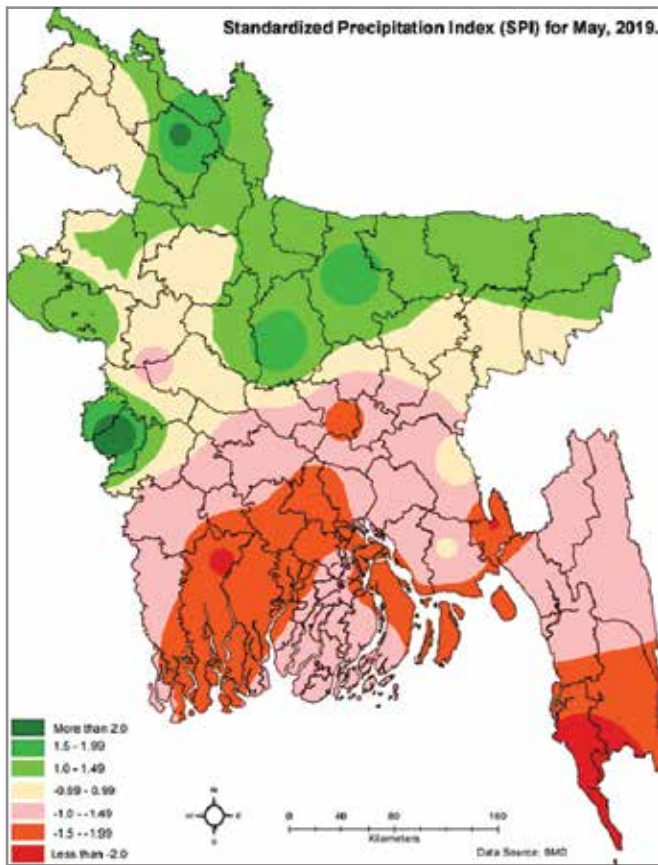 Standardized Precipitation Index (SPI) for May, 2019.
More than 2.0
1.5 - 1.99
1.0 - 1.49
-0.99 - 0.99
-1.0 - -1.49
-1.5 - -1.99
Less than -2.0
0 40 80 160
Kilometers
Data Source: BMD